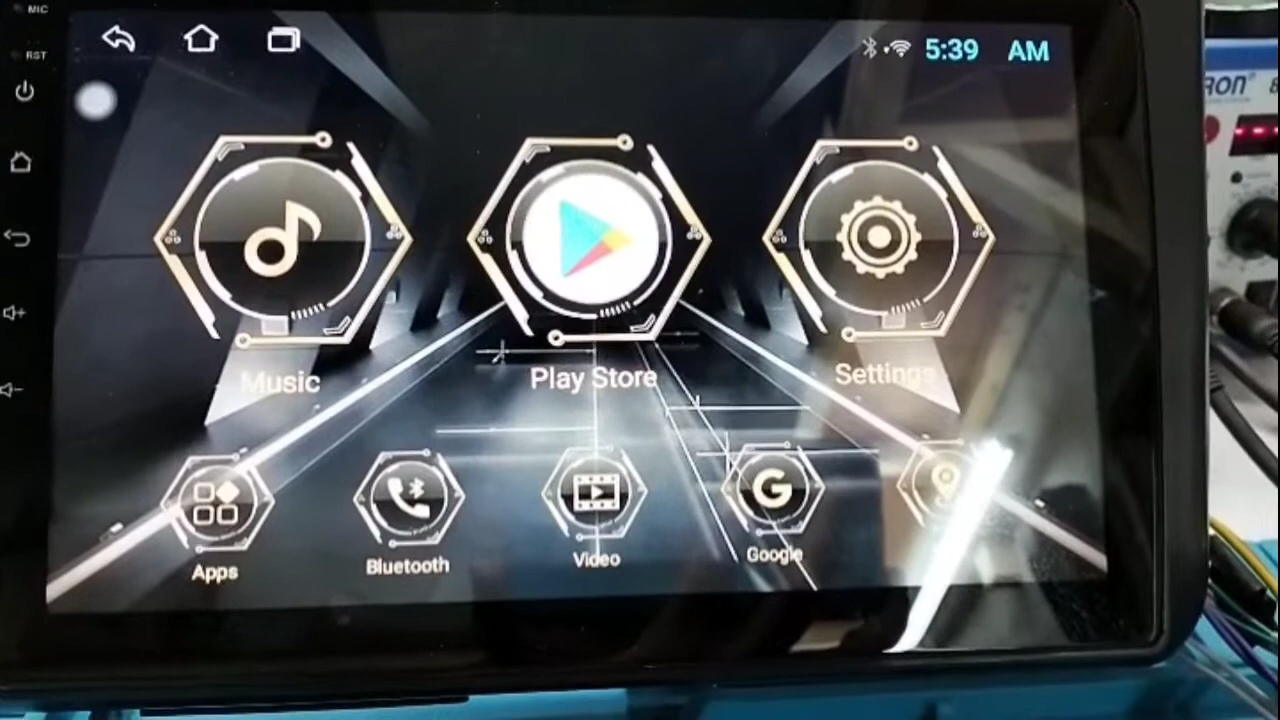 MIC
RST
5:39 AM
RON
Music
Play Store
Settings
Apps
Bluetooth
Video
Google